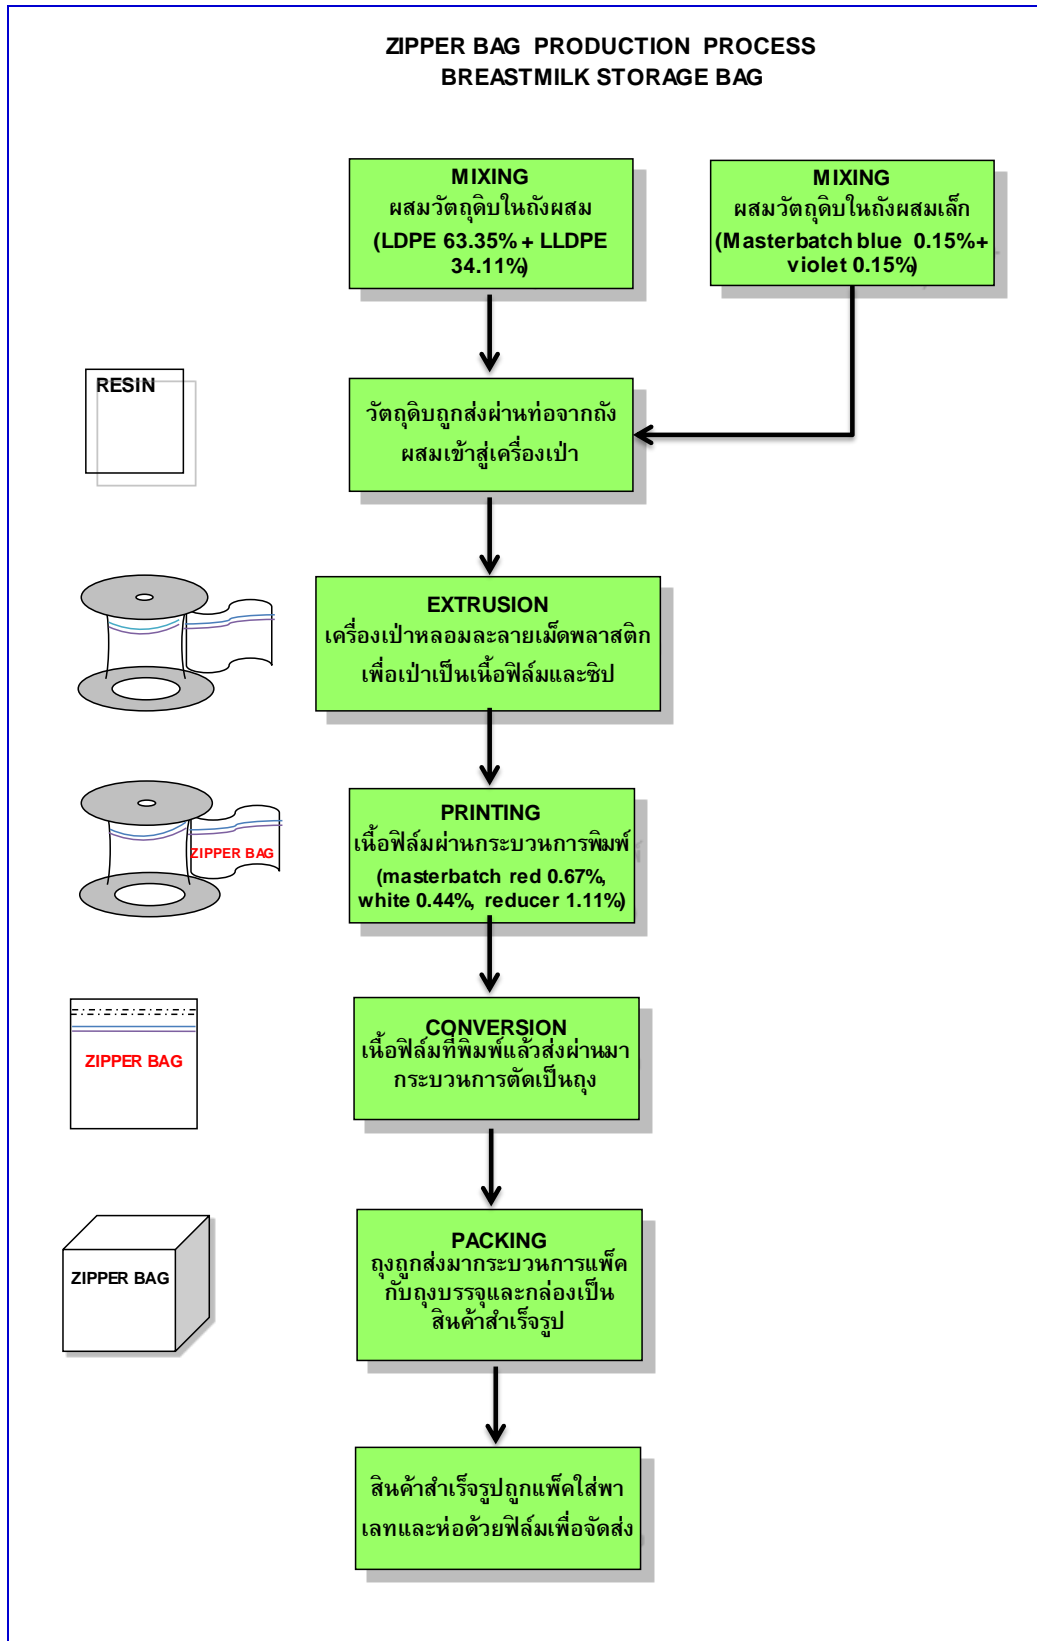 ZIPPER BAG PRODUCTION PROCESS
BREASTMILK STORAGE BAG
MIXING
ผสมวัตถุดิบในถังผสม
(LDPE 63.35% + LLDPE
34.11%)
MIXING
ผสมวัตถุดิบในถังผสมเล็ก
(Masterbatch blue 0.15%+
violet 0.15%)
RESIN
วัตถุดิบถูกส่งผ่านท่อจากถัง
ผสมเข้าสู่เครื่องเป่า
EXTRUSION
เครื่องเป่าหลอมละลายเม็ดพลาสติก
เพื่อเป่าเป็นเนื้อฟิล์มและซิป
ZIPPER BAG
PRINTING
เนื้อฟิล์มผ่านกระบวนการพิมพ์
(masterbatch red 0.67%,
white 0.44%, reducer 1.11%)
ZIPPER BAG
CONVERSION
เนื้อฟิล์มที่พิมพ์แล้วส่งผ่านมา
กระบวนการตัดเป็นถุง
ZIPPER BAG
PACKING
ถุงถูกส่งมากระบวนการแพ็ค
กับถุงบรรจุและกล่องเป็น
สินค้าสำเร็จรูป
สินค้าสำเร็จรูปถูกแพ็คใส่พา
เลทและห่อด้วยฟิล์มเพื่อจัดส่ง